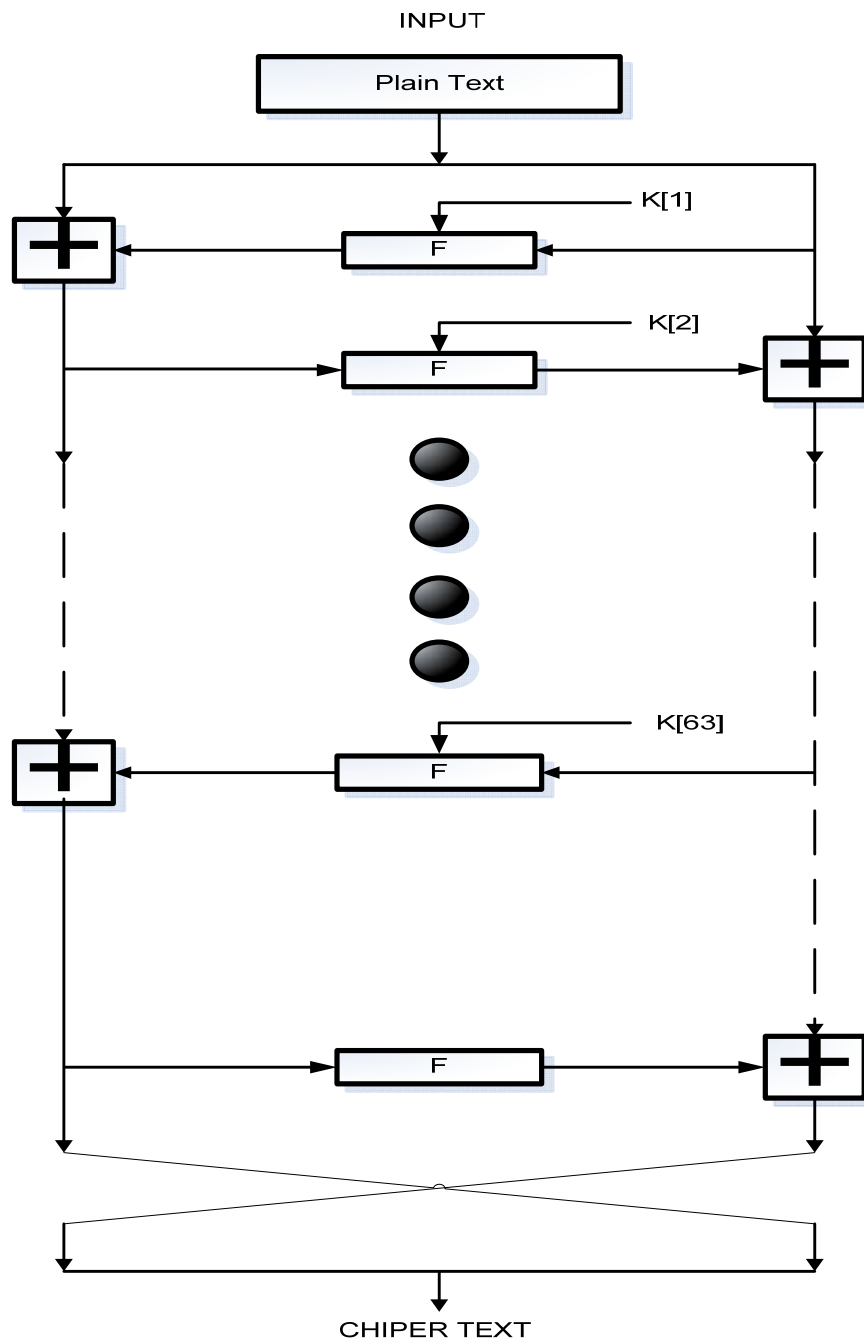 INPUT
Plain Text
K[1]
F
K[2]
F
K[63]
F
F
CHIPER TEXT